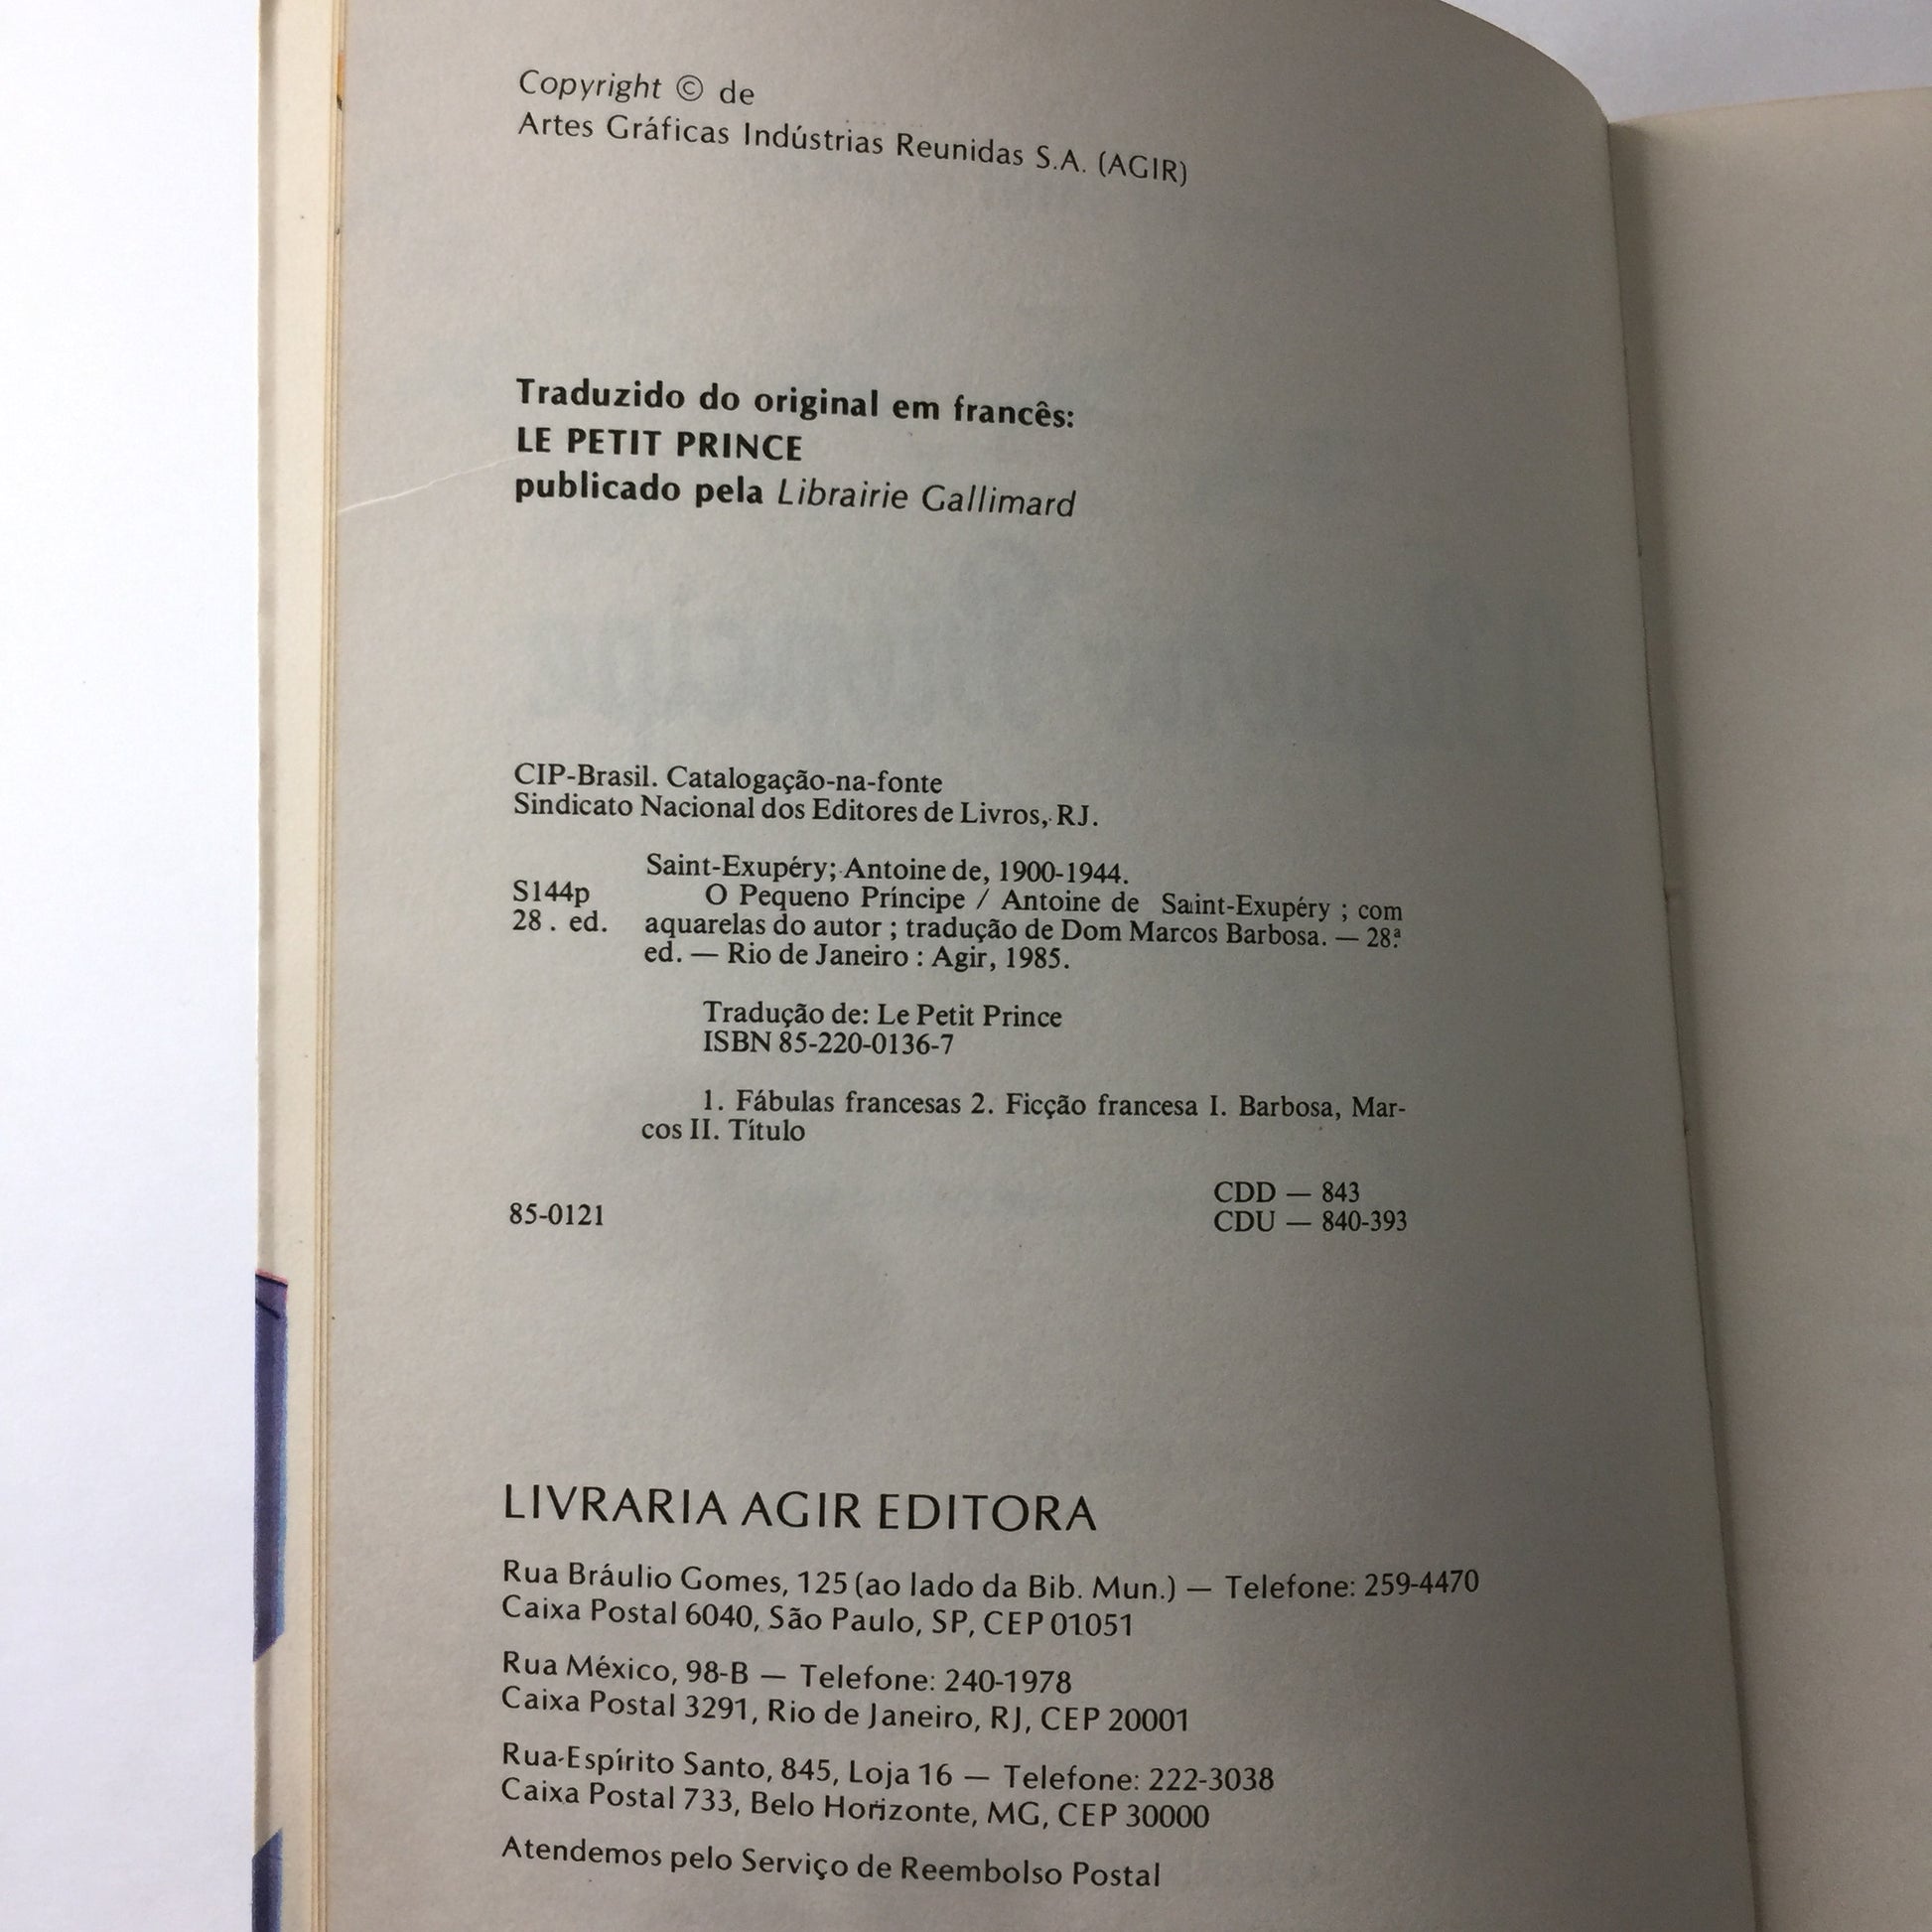 Copyright © de
Artes Gráficas Indústrias Reunidas S.A. (AGIR)
Traduzido do original em francês:
LE PETIT PRINCE
publicado pela Librairie Gallimard
CIP-Brasil. Catalogação-na-fonte
Sindicato Nacional dos Editores de Livros, RJ.
Saint-Exupéry; Antoine de, 1900-1944.
S144p O Pequeno Príncipe / Antoine de Saint-Exupéry ; com
28 . ed. aquarelas do autor ; tradução de Dom Marcos Barbosa. — 28ª
ed. — Rio de Janeiro : Agir, 1985.
Tradução de: Le Petit Prince
ISBN 85-220-0136-7
1. Fábulas francesas 2. Ficção francesa I. Barbosa, Mar-
cos II. Título
CDD — 843
85-0121 CDU — 840-393
LIVRARIA AGIR EDITORA
Rua Bráulio Gomes, 125 (ao lado da Bib. Mun.) — Telefone: 259-4470
Caixa Postal 6040, São Paulo, SP, CEP 01051
Rua México, 98-B — Telefone: 240-1978
Caixa Postal 3291, Rio de Janeiro, RJ, CEP 20001
Rua Espírito Santo, 845, Loja 16 — Telefone: 222-3038
Caixa Postal 733, Belo Horizonte, MG, CEP 30000
Atendemos pelo Serviço de Reembolso Postal